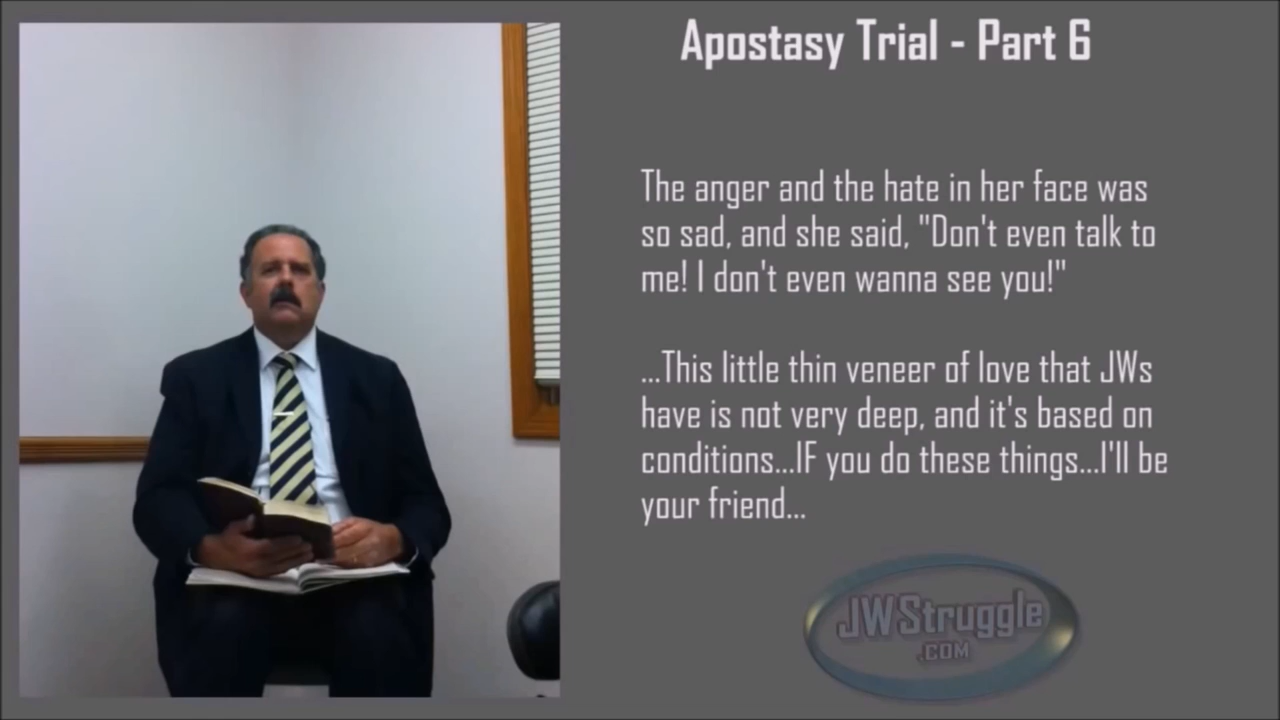 Apostasy Trial - Part 6
The anger and the hate in her face was
so sad, and she said, "Don't even talk to
me! I don't even wanna see you!"
...This little thin veneer of love that JWs
have is not very deep, and it's based on
conditions...IF you do these things...I'll be
your friend...
JWStruggle
.COM